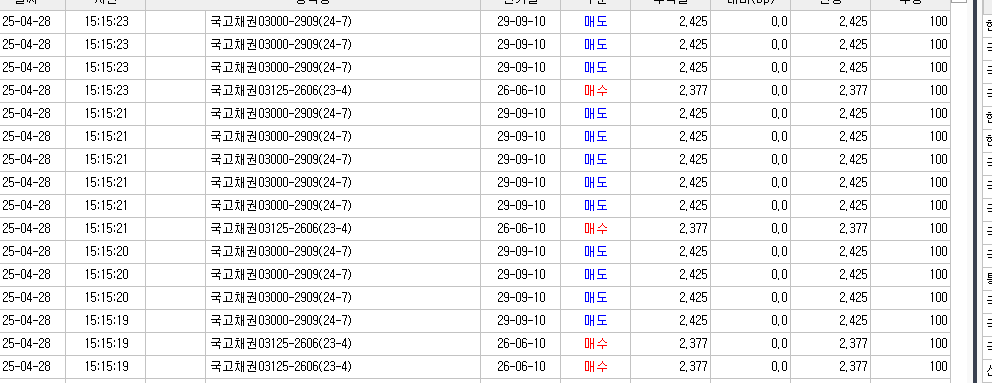 25-04-28 15:15:23 국고채권03000-2909(24-7) 29-09-10 매도 2,425 0,0 2,425 100
25-04-28 15:15:23 국고채권03000-2909(24-7) 29-09-10 매도 2,425 0,0 2,425 100
25-04-28 15:15:23 국고채권03000-2909(24-7) 29-09-10 매도 2,425 0,0 2,425 100
25-04-28 15:15:23 국고채권03125-2606(23-4) 26-06-10 매수 2,377 0,0 2,377 100
25-04-28 15:15:21 국고채권03000-2909(24-7) 29-09-10 매도 2,425 0,0 2,425 100
25-04-28 15:15:21 국고채권03000-2909(24-7) 29-09-10 매도 2,425 0,0 2,425 100
25-04-28 15:15:21 국고채권03000-2909(24-7) 29-09-10 매도 2,425 0,0 2,425 100
25-04-28 15:15:21 국고채권03000-2909(24-7) 29-09-10 매도 2,425 0,0 2,425 100
25-04-28 15:15:21 국고채권03000-2909(24-7) 29-09-10 매도 2,425 0,0 2,425 100
25-04-28 15:15:21 국고채권03125-2606(23-4) 26-06-10 매수 2,377 0,0 2,377 100
25-04-28 15:15:20 국고채권03000-2909(24-7) 29-09-10 매도 2,425 0,0 2,425 100
25-04-28 15:15:20 국고채권03000-2909(24-7) 29-09-10 매도 2,425 0,0 2,425 100
25-04-28 15:15:20 국고채권03000-2909(24-7) 29-09-10 매도 2,425 0,0 2,425 100
25-04-28 15:15:19 국고채권03000-2909(24-7) 29-09-10 매도 2,425 0,0 2,425 100
25-04-28 15:15:19 국고채권03125-2606(23-4) 26-06-10 매수 2,377 0,0 2,377 100
25-04-28 15:15:19 국고채권03125-2606(23-4) 26-06-10 매수 2,377 0,0 2,377 100